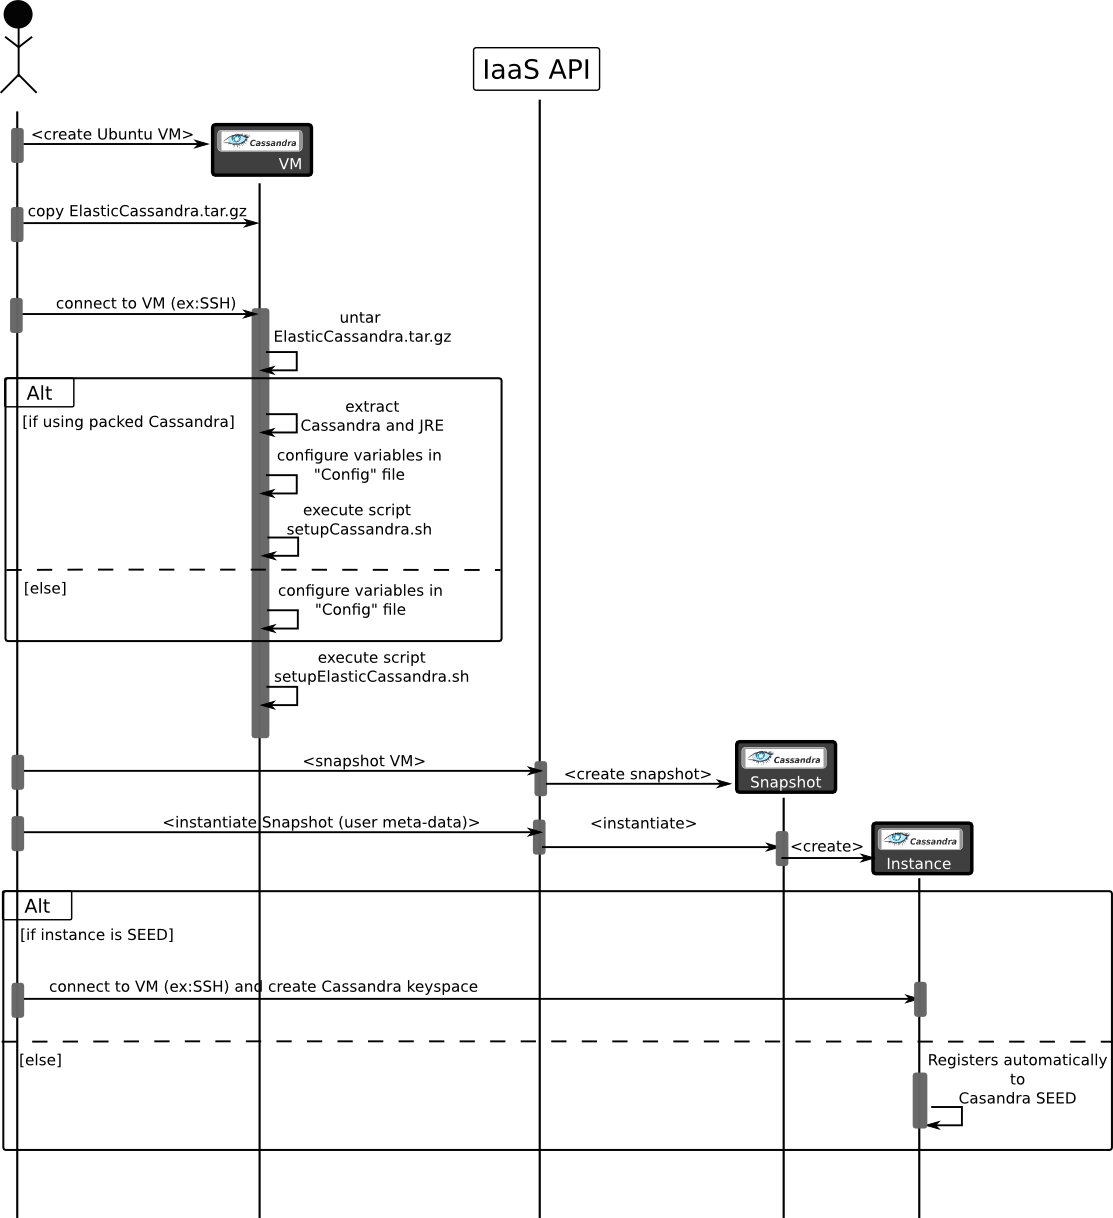 IaaS API
<create Ubuntu VM>
Cassandra
VM
copy ElasticCassandra.tar.gz
connect to VM (ex:SSH)
untar
ElasticCassandra.tar.gz
Alt
[if using packed Cassandra]
extract
Cassandra and JRE
configure variables in
"Config" file
execute script
setupCassandra.sh
[else]
configure variables in
"Config" file
execute script
setupElasticCassandra.sh
<snapshot VM>
<create snapshot>
Cassandra
Snapshot
<instantiate Snapshot (user meta-data)>
<instantiate>
<create>
Cassandra
Instance
Alt
[if instance is SEED]
connect to VM (ex:SSH) and create Cassandra keyspace
[else]
Registers automatically
to
Casandra SEED